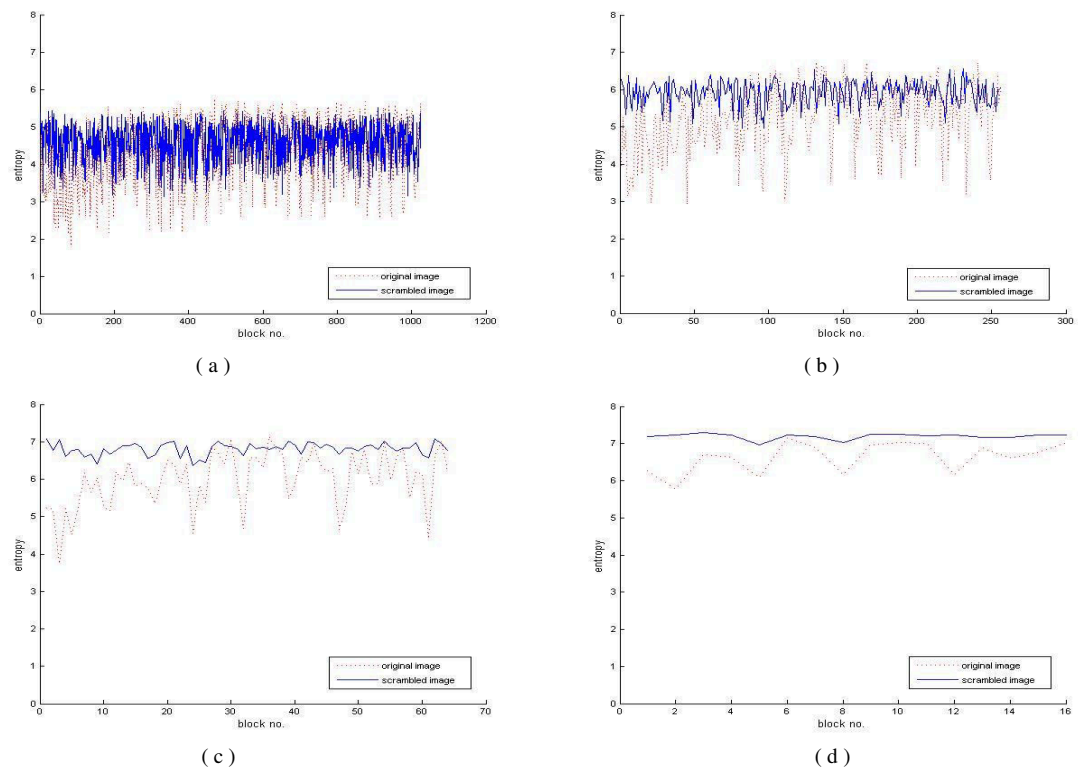 8
7
6
5
4
3
2
1
0
entropy
original image
scrambled image
0 200 400 600 800 1000 1200
block no.
( a )
8
7
6
5
4
3
2
1
0
entropy
original image
scrambled image
0 50 100 150 200 250 300
block no.
( b )
8
7
6
5
4
3
2
1
0
entropy
original image
scrambled image
0 10 20 30 40 50 60 70
block no.
( c )
8
7
6
5
4
3
2
1
0
entropy
original image
scrambled image
0 2 4 6 8 10 12 14 16
block no.
( d )